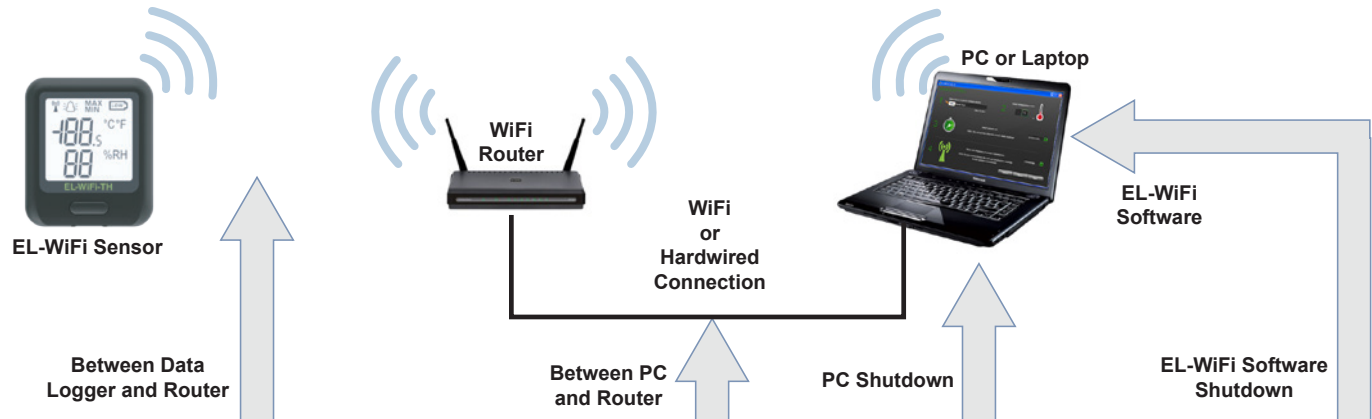 PC or Laptop
MAX
MIN
°C°F
%RH
EL-WiFi-TH
EL-WiFi Sensor
WiFi
Router
WiFi
or
Hardwired
Connection
EL-WiFi
Software
Between Data
Logger and Router
Between PC
and Router
PC Shutdown
EL-WiFi Software
Shutdown